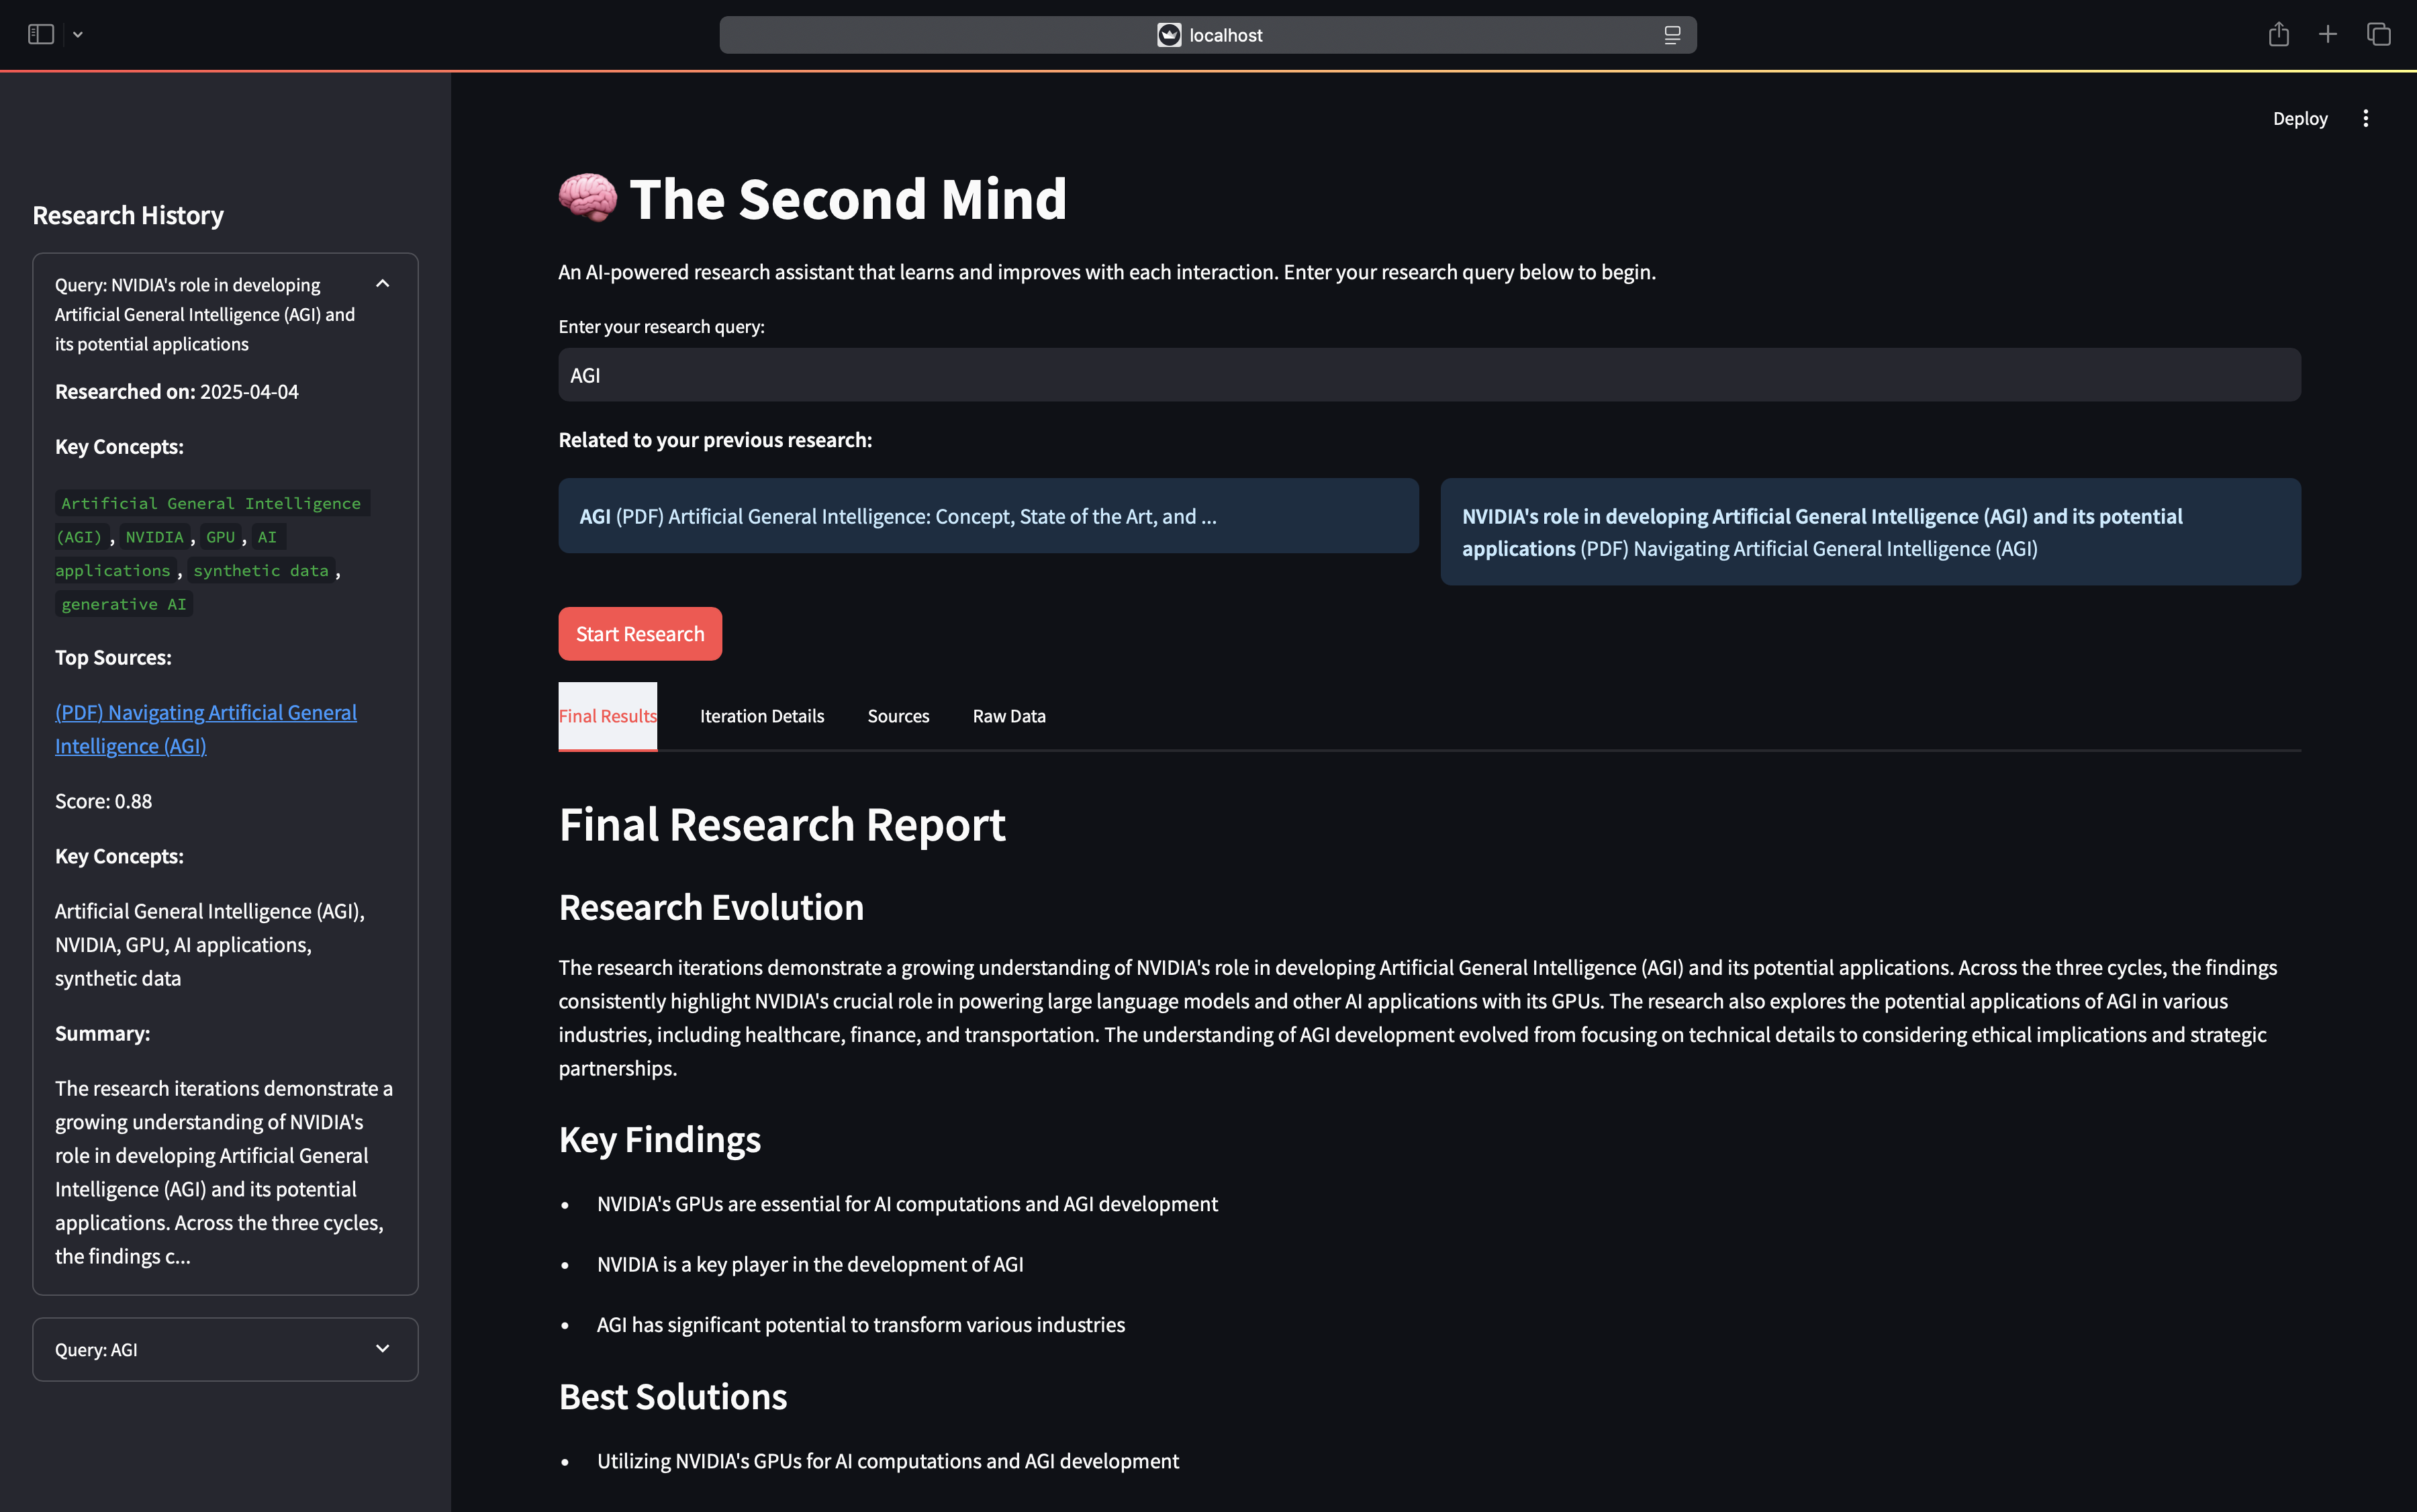 localhost
Deploy
Research History
Query: NVIDIA's role in developing
Artificial General Intelligence (AGI) and
its potential applications
Researched on: 2025-04-04
Key Concepts:
Artificial General Intelligence
(AGI) , NVIDIA , GPU , AI
applications , synthetic data ,
generative AI
Top Sources:
(PDF) Navigating Artificial General
Intelligence (AGI)
Score: 0.88
Key Concepts:
Artificial General Intelligence (AGI),
NVIDIA, GPU, AI applications,
synthetic data
Summary:
The research iterations demonstrate a
growing understanding of NVIDIA's
role in developing Artificial General
Intelligence (AGI) and its potential
applications. Across the three cycles,
the findings c...
Query: AGI
The Second Mind
An AI-powered research assistant that learns and improves with each interaction. Enter your research query below to begin.
Enter your research query:
AGI
Related to your previous research:
AGI (PDF) Artificial General Intelligence: Concept, State of the Art, and ...
NVIDIA's role in developing Artificial General Intelligence (AGI) and its potential
applications (PDF) Navigating Artificial General Intelligence (AGI)
Start Research
Final Results Iteration Details Sources Raw Data
Final Research Report
Research Evolution
The research iterations demonstrate a growing understanding of NVIDIA's role in developing Artificial General Intelligence (AGI) and its potential applications. Across the three cycles, the findings
consistently highlight NVIDIA's crucial role in powering large language models and other AI applications with its GPUs. The research also explores the potential applications of AGI in various
industries, including healthcare, finance, and transportation. The understanding of AGI development evolved from focusing on technical details to considering ethical implications and strategic
partnerships.
Key Findings
• NVIDIA's GPUs are essential for AI computations and AGI development
• NVIDIA is a key player in the development of AGI
• AGI has significant potential to transform various industries
Best Solutions
• Utilizing NVIDIA's GPUs for AI computations and AGI development